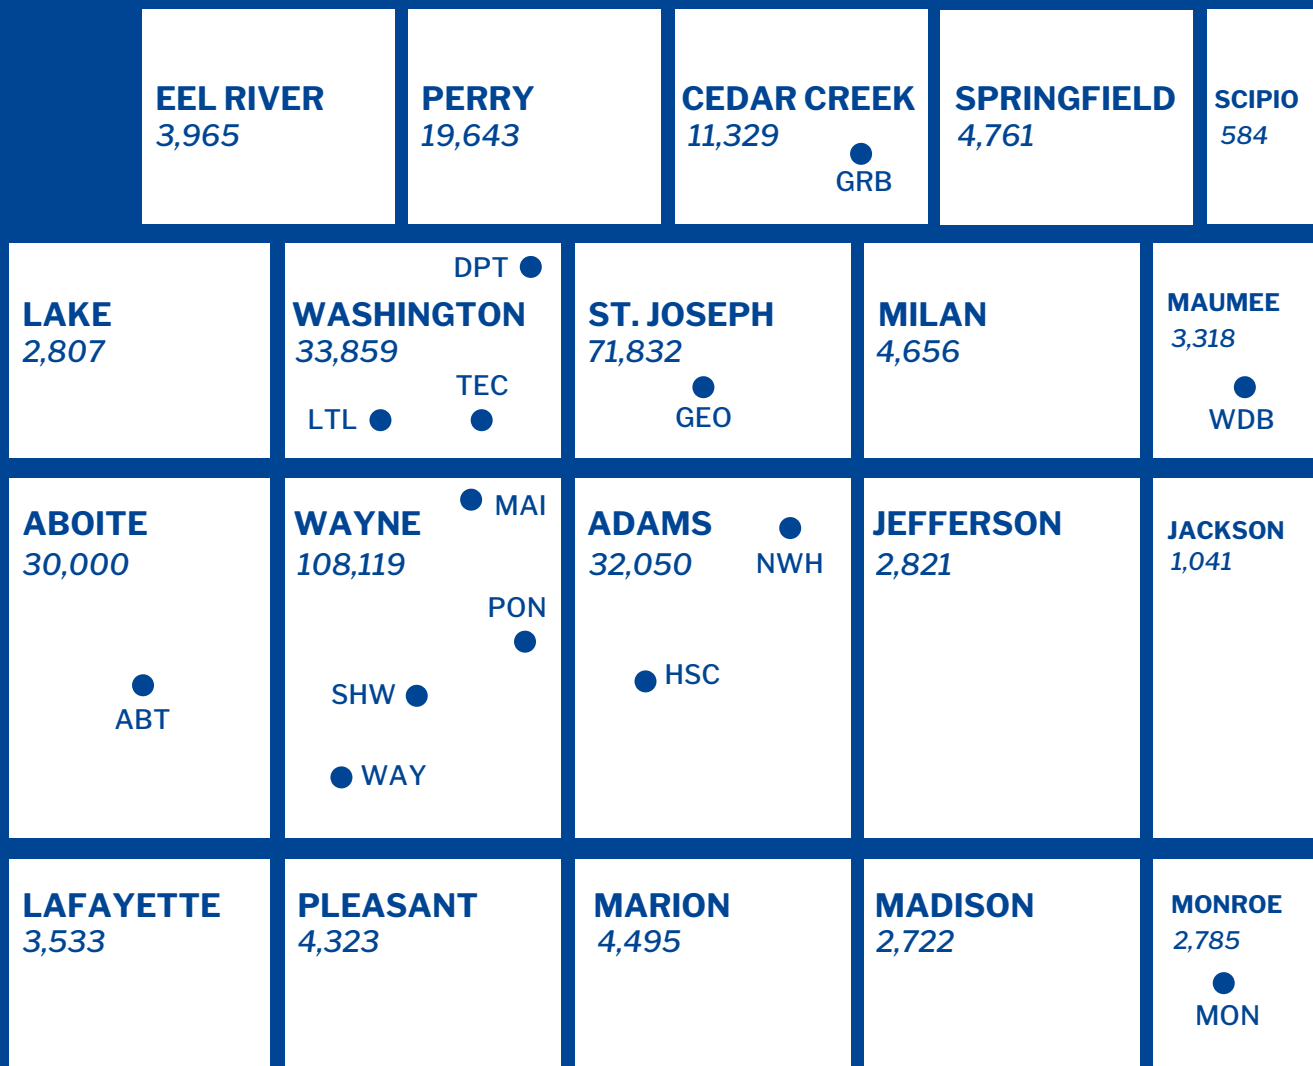 EEL RIVER
3,965
PERRY
19,643
CEDAR CREEK
11,329
GRB
SPRINGFIELD
4,761
SCIPIO
584
LAKE
2,807
DPT
WASHINGTON
33,859
TEC
LTL
ST. JOSEPH
71,832
GEO
MILAN
4,656
MAUMEE
3,318
WDB
ABOITE
30,000
ABT
MAI
WAYNE
108,119
PON
SHW
WAY
ADAMS
32,050
NWH
HSC
JEFFERSON
2,821
JACKSON
1,041
LAFAYETTE
3,533
PLEASANT
4,323
MARION
4,495
MADISON
2,722
MONROE
2,785
MON